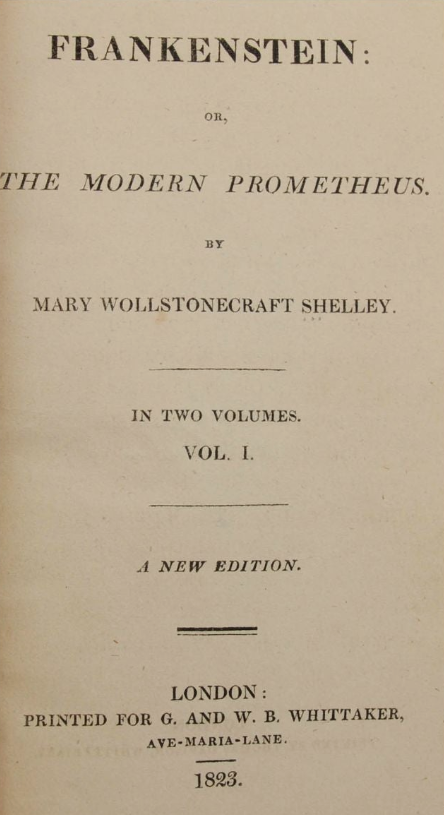 FRANKENSTEIN:
OR,
THE MODERN PROMETHEUS.
BY
MARY WOLLSTONECRAFT SHELLEY.
IN TWO VOLUMES.
VOL. I.
A NEW EDITION.
LONDON:
PRINTED FOR G. AND W. B. WHITTAKER,
AVE-MARIA-LANE.
1823.